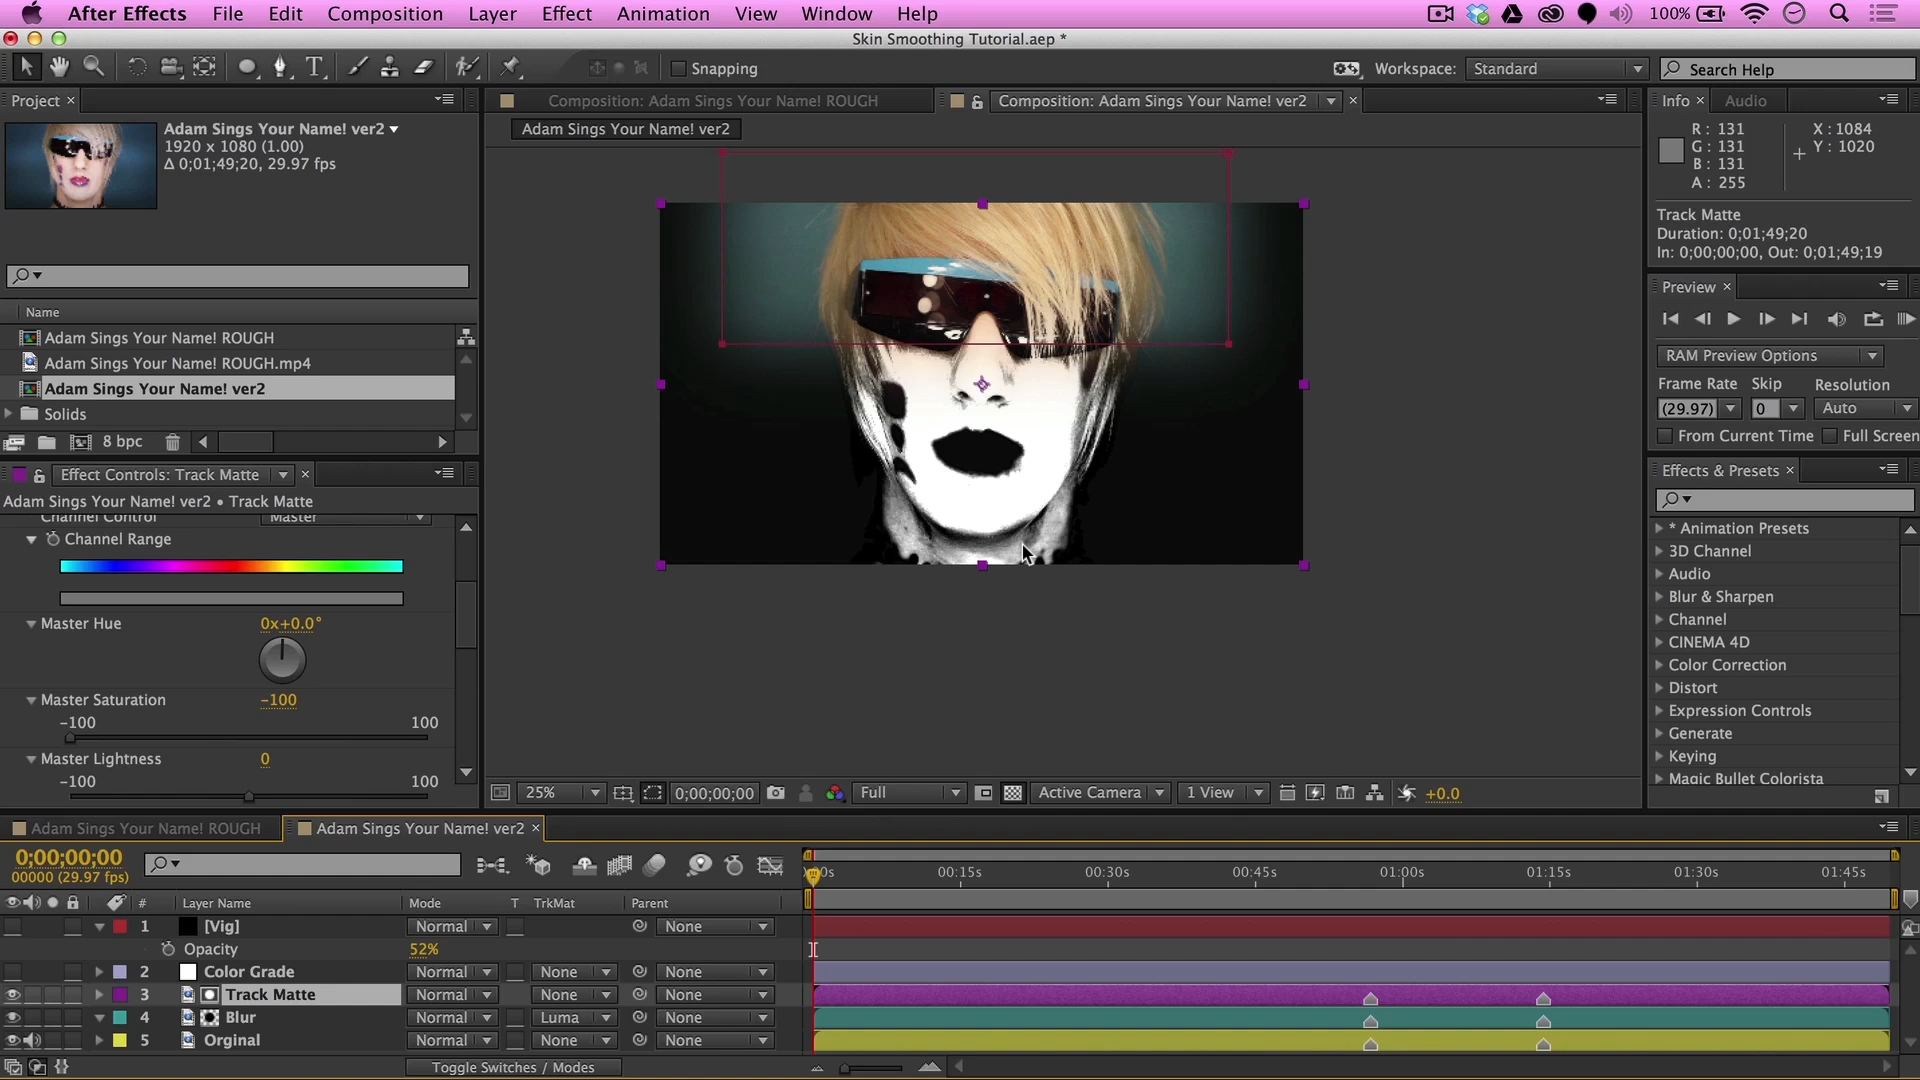 After Effects File Edit Composition Layer Effect Animation View Window Help 100%
Skin Smoothing Tutorial.aep *
Snapping Workspace: Standard Search Help
Project Composition: Adam Sings Your Name! ROUGH Composition: Adam Sings Your Name! ver2 Info Audio
Adam Sings Your Name! ver2
1920 x 1080 (1.00)
Δ 0;01;49;20, 29.97 fps
Adam Sings Your Name! ver2
R : 131
G : 131
B : 131
A : 255
X : 1084
Y : 1020
Track Matte
Duration: 0;01;49;20
In: 0;00;00;00, Out: 0;01;49;19
Name
Adam Sings Your Name! ROUGH
Adam Sings Your Name! ROUGH.mp4
Adam Sings Your Name! ver2
Solids
8 bpc
Preview
RAM Preview Options
Frame Rate Skip Resolution
(29.97) 0 Auto
From Current Time Full Screen
Effect Controls: Track Matte
Adam Sings Your Name! ver2 • Track Matte
Channel Control Master
Channel Range
Master Hue 0x+0.0°
Master Saturation -100
-100 100
Master Lightness 0
-100 100
Effects & Presets
* Animation Presets
3D Channel
Audio
Blur & Sharpen
Channel
CINEMA 4D
Color Correction
Distort
Expression Controls
Generate
Keying
Magic Bullet Colorista
25% 0;00;00;00 Full Active Camera 1 View +0.0
Adam Sings Your Name! ROUGH Adam Sings Your Name! ver2
0;00;00;00
00000 (29.97 fps)
00s 00:15s 00:30s 00:45s 01:00s 01:15s 01:30s 01:45s
# Layer Name Mode T TrkMat Parent
1 [Vig] Normal None
Opacity 52%
2 Color Grade Normal None None
3 Track Matte Normal None None
4 Blur Normal Luma None
5 Orginal Normal None None
Toggle Switches / Modes